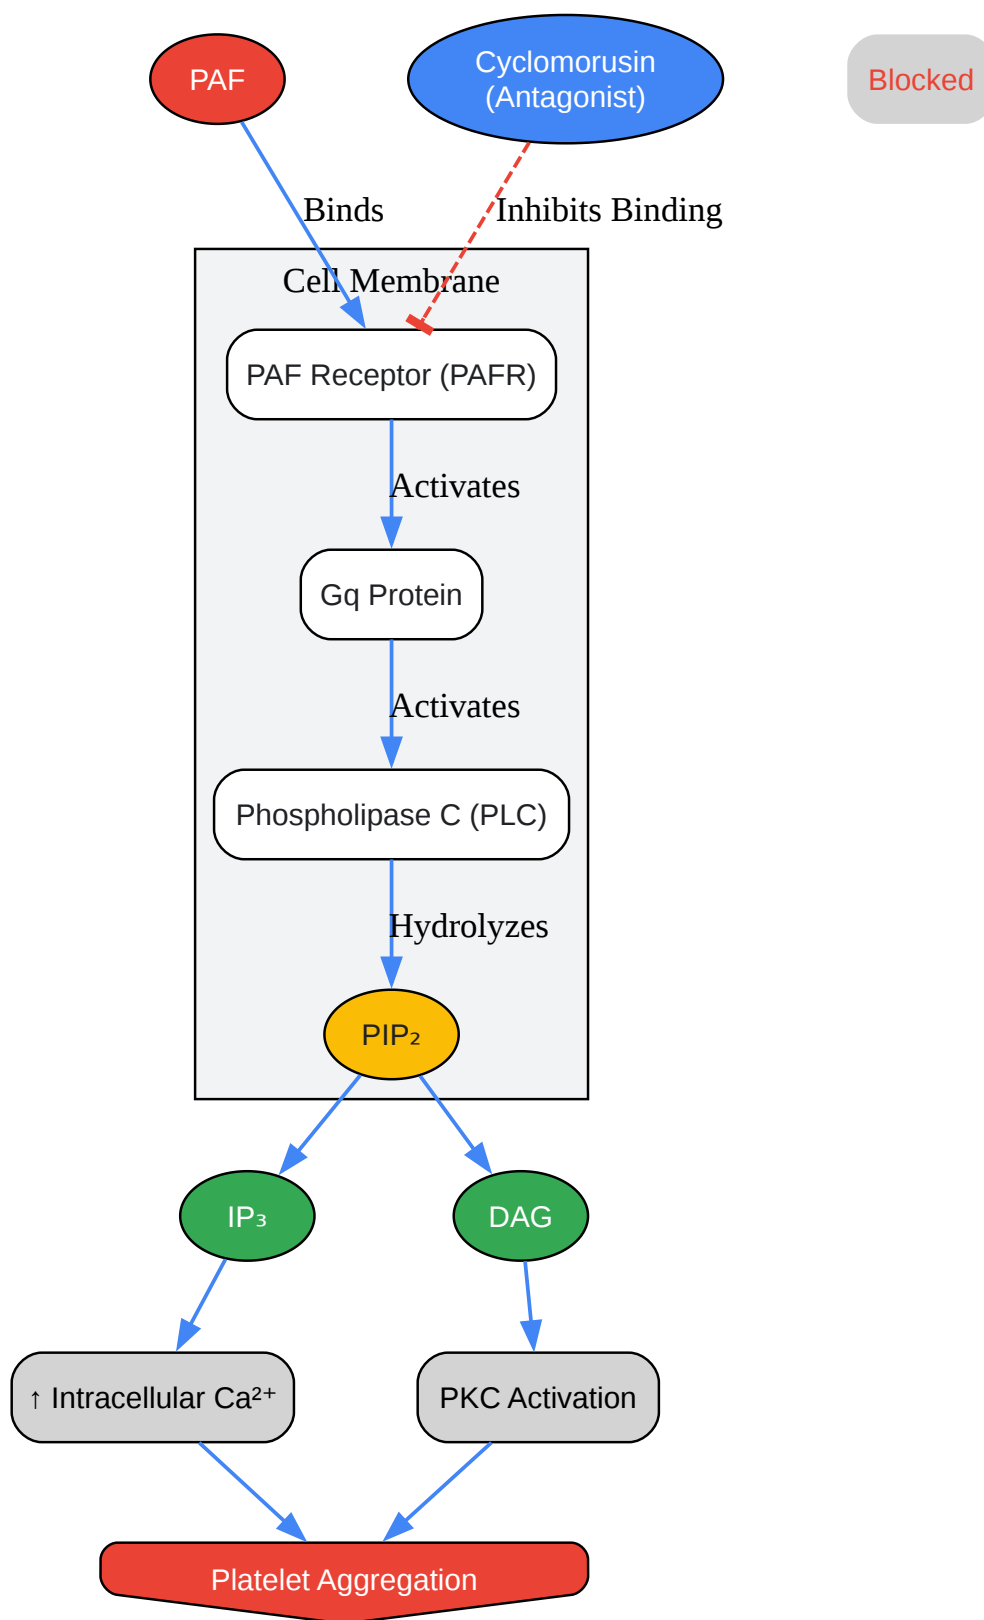 PAF
Cyclomorusin
(Antagonist)
Blocked
Binds
Inhibits Binding
Cell Membrane
PAF Receptor (PAFR)
Activates
Gq Protein
Activates
Phospholipase C (PLC)
Hydrolyzes
PIP₂
IP₃
DAG
↑ Intracellular Ca²⁺
PKC Activation
Platelet Aggregation